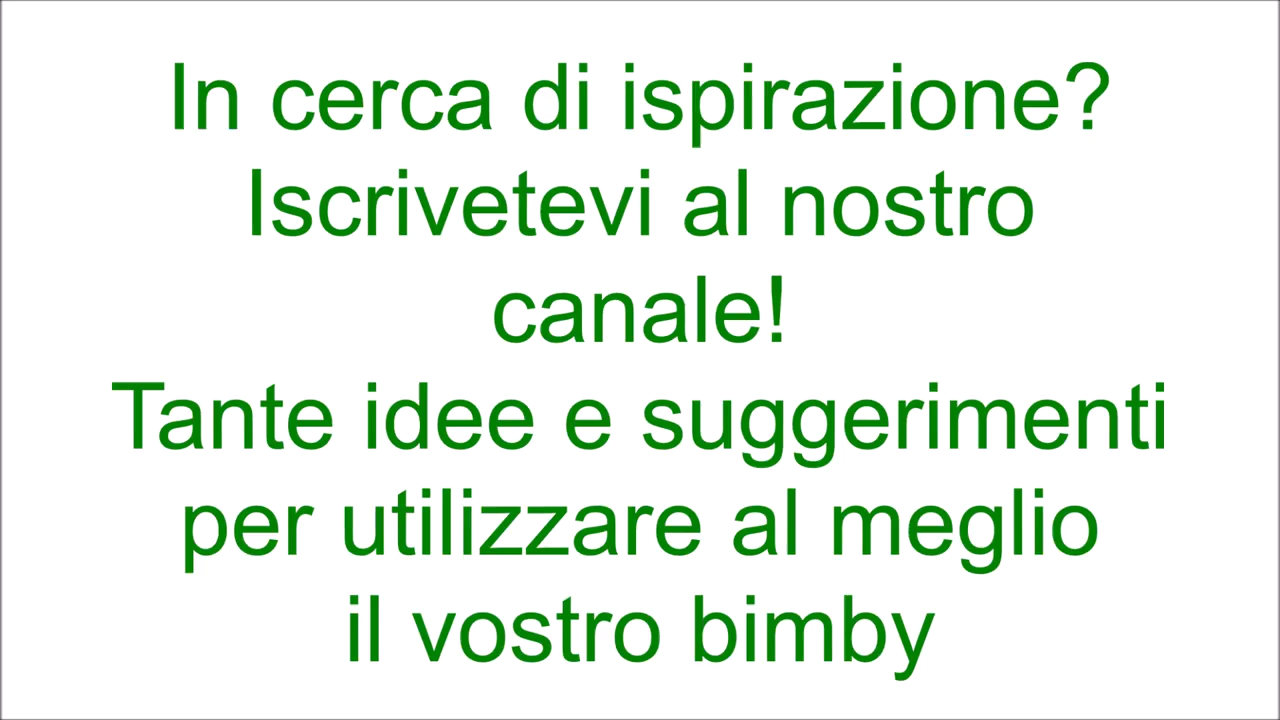 In cerca di ispirazione?
Iscrivetevi al nostro
canale!
Tante idee e suggerimenti
per utilizzare al meglio
il vostro bimby